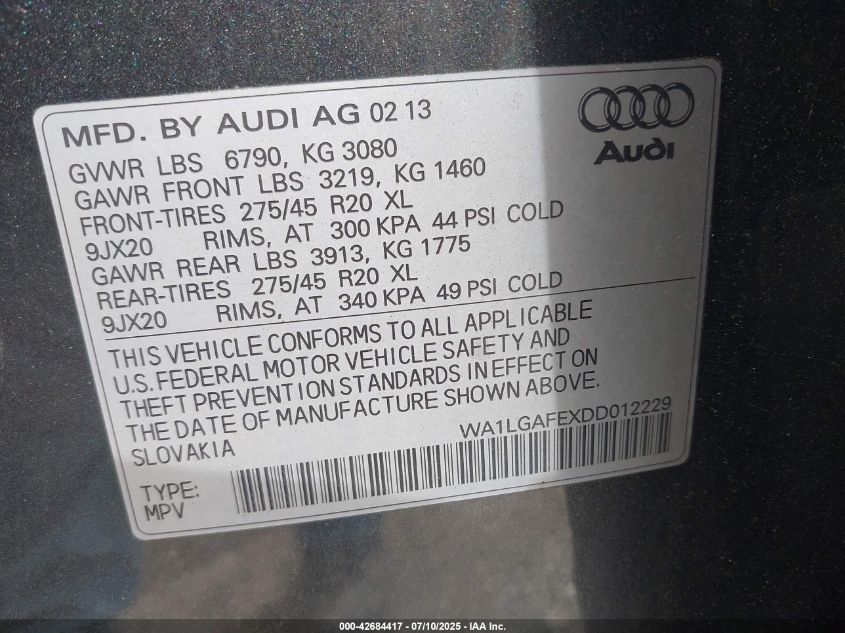 MFD. BY AUDI AG 02 13
Audi
GVWR LBS 6790, KG 3080
GAWR FRONT LBS 3219, KG 1460
FRONT-TIRES 275/45 R20 XL
9JX20 RIMS, AT 300 KPA 44 PSI COLD
GAWR REAR LBS 3913, KG 1775
REAR-TIRES 275/45 R20 XL
9JX20 RIMS, AT 340 KPA 49 PSI COLD
THIS VEHICLE CONFORMS TO ALL APPLICABLE
U.S. FEDERAL MOTOR VEHICLE SAFETY AND
THEFT PREVENTION STANDARDS IN EFFECT ON
THE DATE OF MANUFACTURE SHOWN ABOVE.
SLOVAKIA
WA1LGAFEXDD012229
TYPE:
MPV
000-42684417 - 07/10/2025 - IAA Inc.